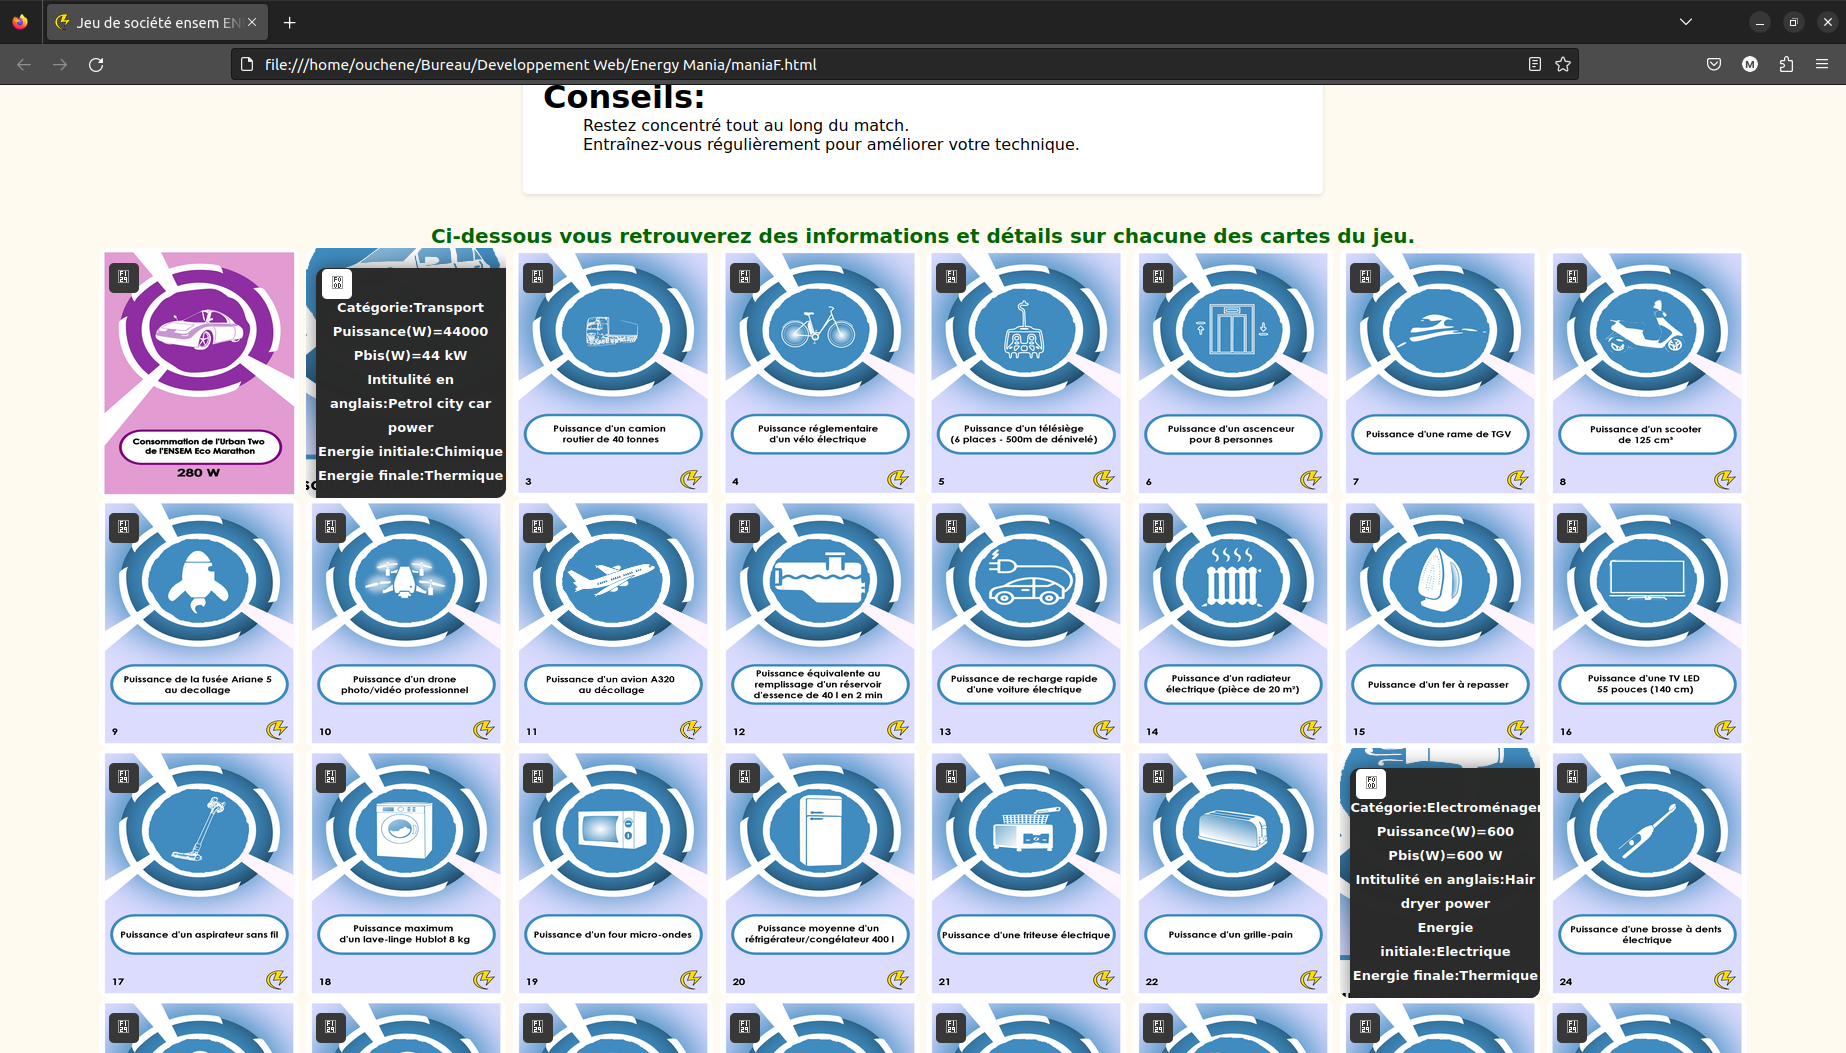 Jeu de société ensem EN
file:///home/ouchene/Bureau/Developpement Web/Energy Mania/maniaF.html
M
Conseils:
Restez concentré tout au long du match.
Entraînez-vous régulièrement pour améliorer votre technique.
Ci-dessous vous retrouverez des informations et détails sur chacune des cartes du jeu.
Consommation de l'Urban Two
de l'ENSEM Eco Marathon
280 W
Catégorie:Transport
Puissance(W)=44000
Pbis(W)=44 kW
Intitulité en
anglais:Petrol city car
power
Energie initiale:Chimique
Energie finale:Thermique
Puissance d'un camion
routier de 40 tonnes
3
Puissance réglementaire
d'un vélo électrique
4
Puissance d'un télésiège
(6 places - 500m de dénivelé)
5
Puissance d'un ascenceur
pour 8 personnes
6
Puissance d'une rame de TGV
7
Puissance d'un scooter
de 125 cm³
8
Puissance de la fusée Ariane 5
au decollage
9
Puissance d'un drone
photo/vidéo professionnel
10
Puissance d'un avion A320
au décollage
11
Puissance équivalente au
remplissage d'un réservoir
d'essence de 40 l en 2 min
12
Puissance de recharge rapide
d'une voiture électrique
13
Puissance d'un radiateur
électrique (pièce de 20 m²)
14
Puissance d'un fer à repasser
15
Puissance d'une TV LED
55 pouces (140 cm)
16
Puissance d'un aspirateur sans fil
17
Puissance maximum
d'un lave-linge Hublot 8 kg
18
Puissance d'un four micro-ondes
19
Puissance moyenne d'un
réfrigérateur/congélateur 400 l
20
Puissance d'une friteuse électrique
21
Puissance d'un grille-pain
22
Catégorie:Electroménager
Puissance(W)=600
Pbis(W)=600 W
Intitulité en anglais:Hair
dryer power
Energie
initiale:Electrique
Energie finale:Thermique
Puissance d'une brosse à dents
électrique
24